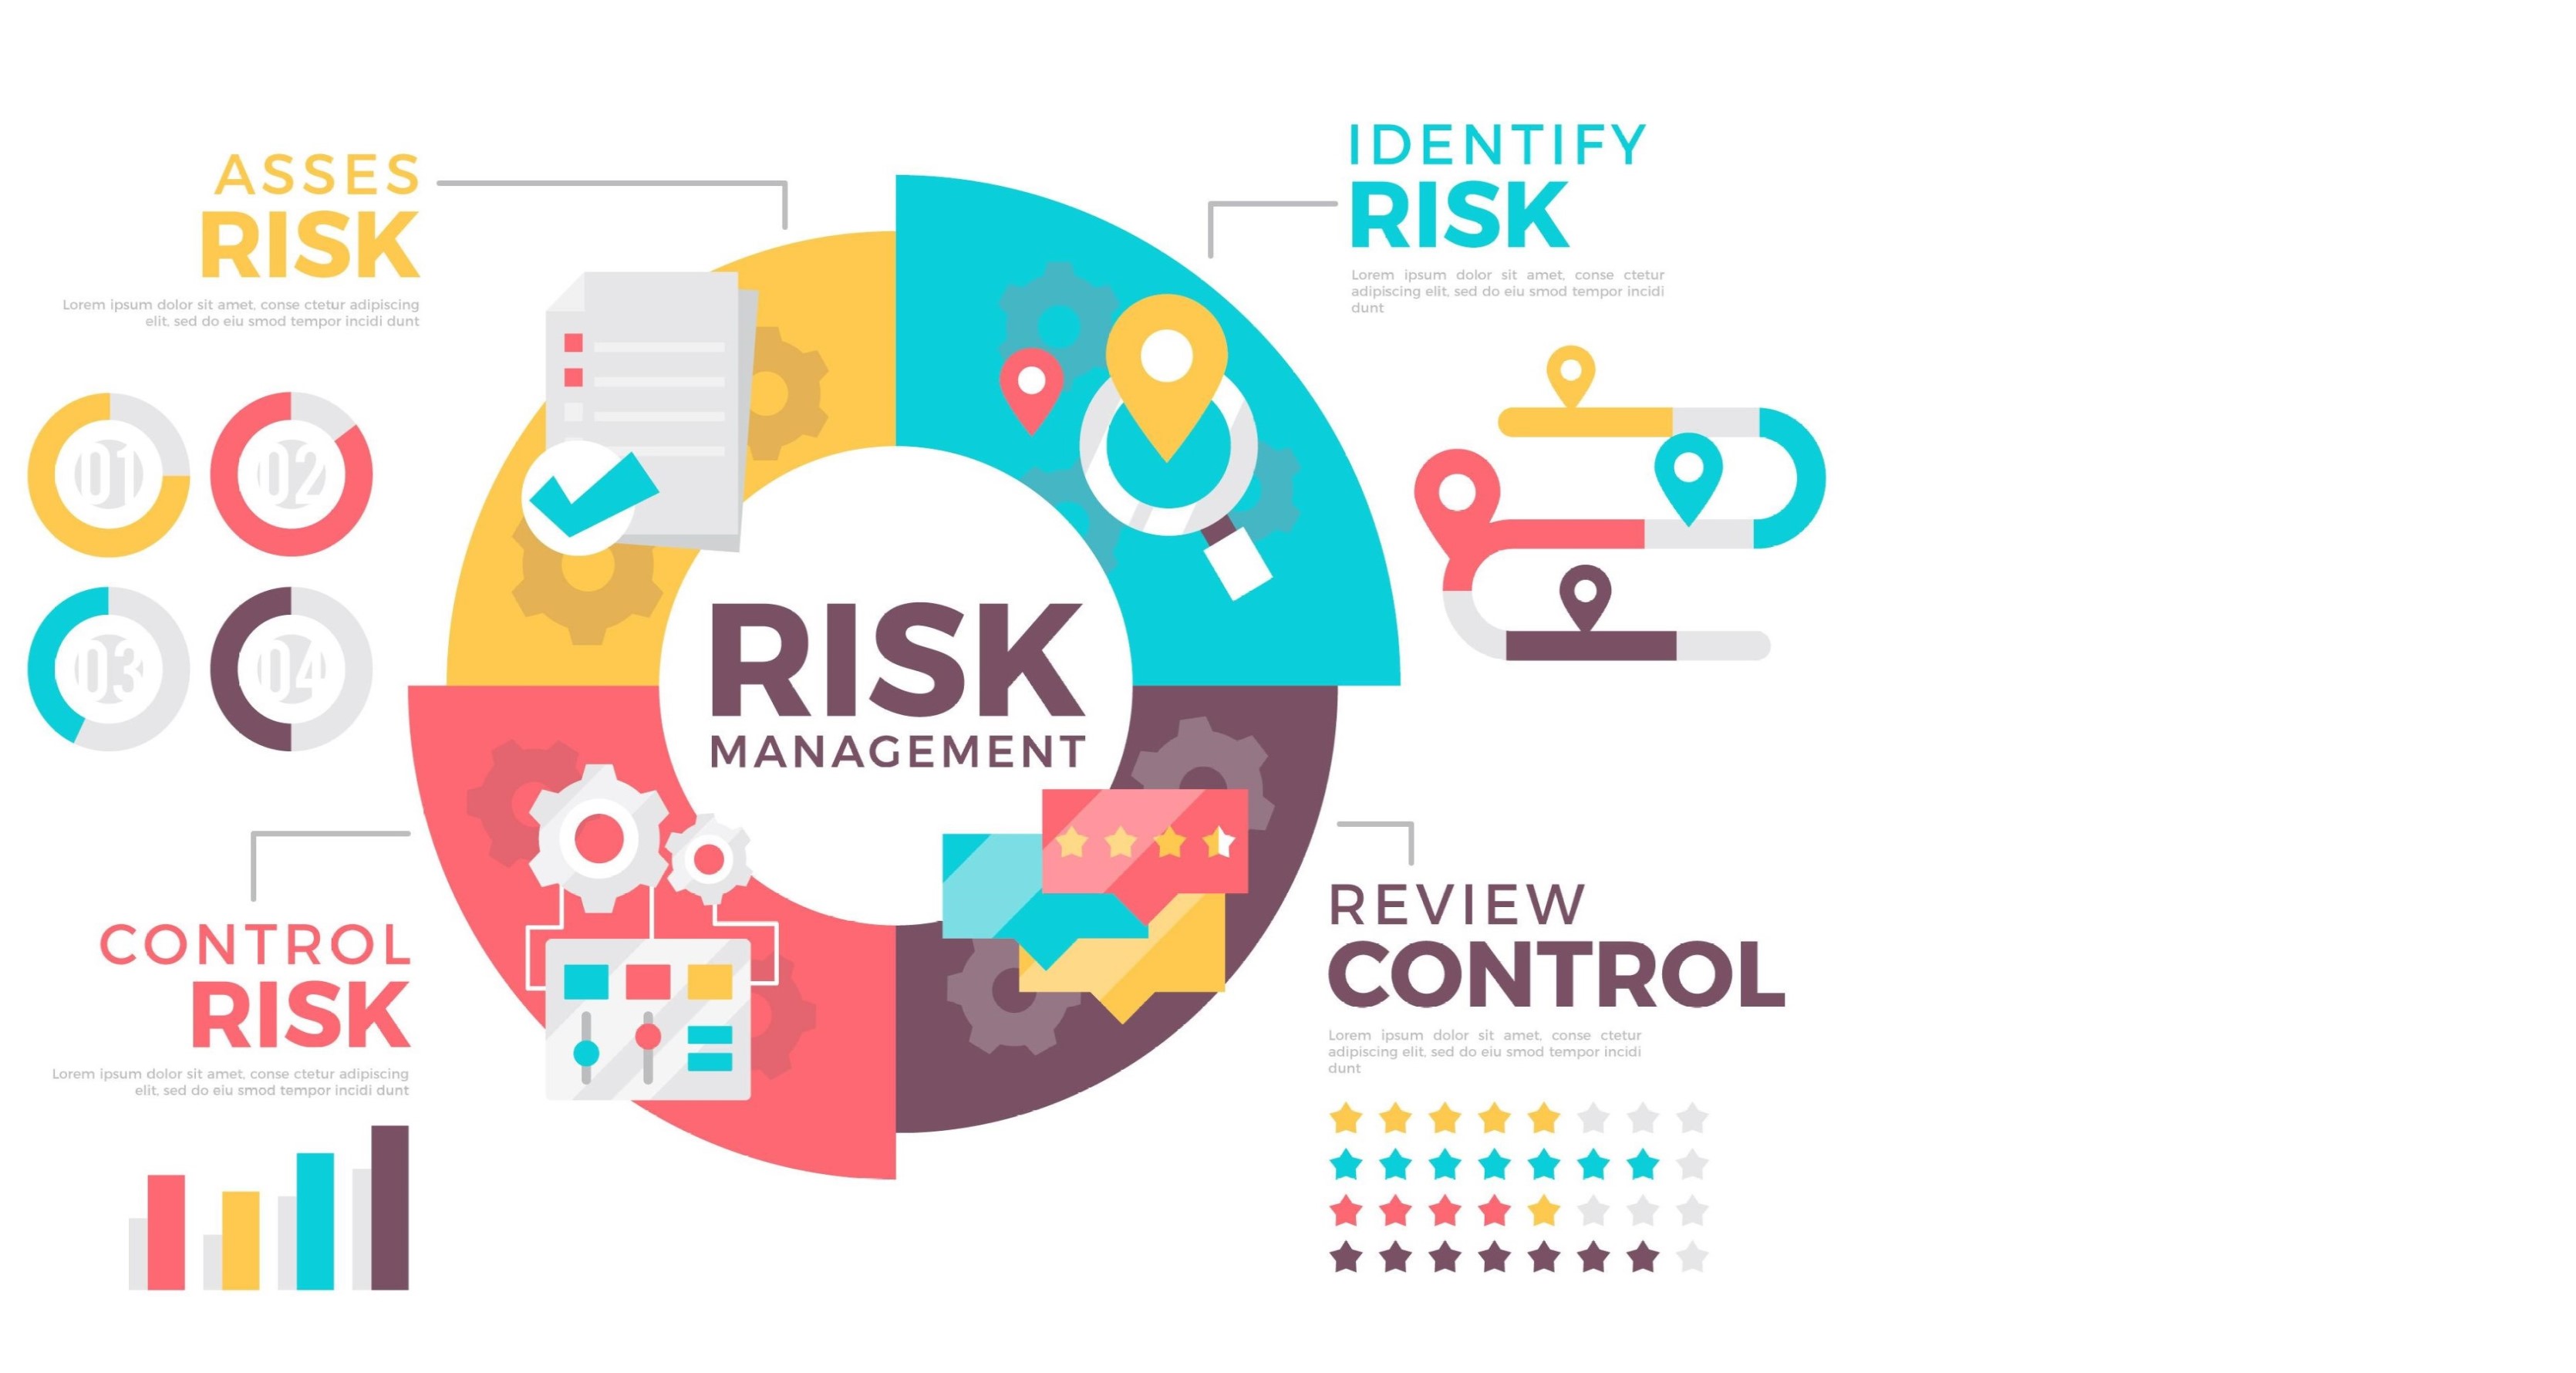 ASSES
RISK
Lorem ipsum dolor sit amet, conse ctetur adipiscing
elit, sed do eiu smod tempor incidi dunt
01
02
03
04
IDENTIFY
RISK
Lorem ipsum dolor sit amet, conse ctetur
adipiscing elit, sed do eiu smod tempor incidi
dunt
RISK
MANAGEMENT
CONTROL
RISK
Lorem ipsum dolor sit amet, conse ctetur adipiscing
elit, sed do eiu smod tempor incidi dunt
REVIEW
CONTROL
Lorem ipsum dolor sit amet, conse ctetur
adipiscing elit, sed do eiu smod tempor incidi
dunt